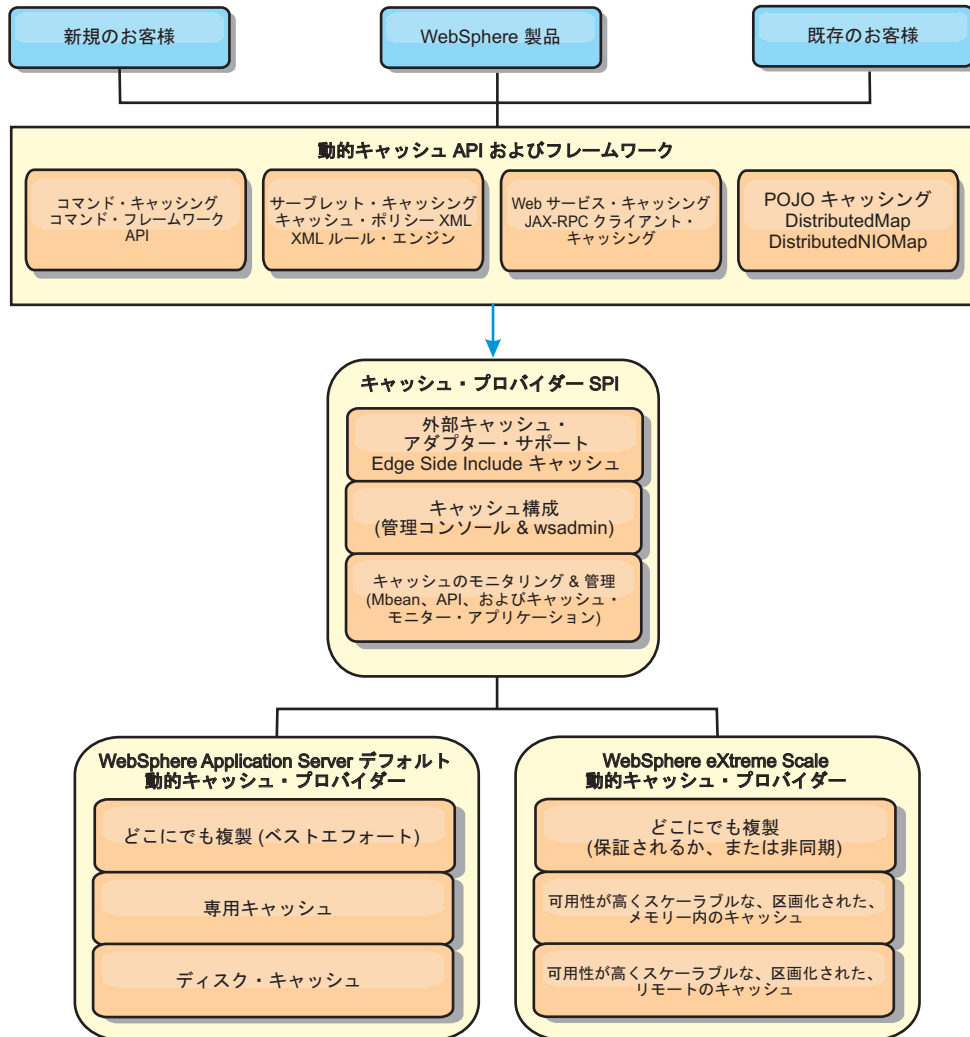 新規のお客様
WebSphere 製品
既存のお客様
動的キャッシュ API およびフレームワーク
コマンド・キャッシング
コマンド・フレームワーク
API
サーブレット・キャッシング
キャッシュ・ポリシー XML
XML ルール・エンジン
Web サービス・キャッシング
JAX-RPC クライアント・
キャッシング
POJO キャッシング
DistributedMap
DistributedNIOMap
キャッシュ・プロバイダー SPI
外部キャッシュ・
アダプター・サポート
Edge Side Include キャッシュ
キャッシュ構成
(管理コンソール & wsadmin)
キャッシュのモニタリング & 管理
(Mbean、API、およびキャッシュ・
モニター・アプリケーション)
WebSphere Application Server デフォルト
動的キャッシュ・プロバイダー
どこにでも複製 (ベストエフォート)
専用キャッシュ
ディスク・キャッシュ
WebSphere eXtreme Scale
動的キャッシュ・プロバイダー
どこにでも複製
(保証されるか、または非同期)
可用性が高くスケーラブルな、区画化された、
メモリー内のキャッシュ
可用性が高くスケーラブルな、区画化された、
リモートのキャッシュ